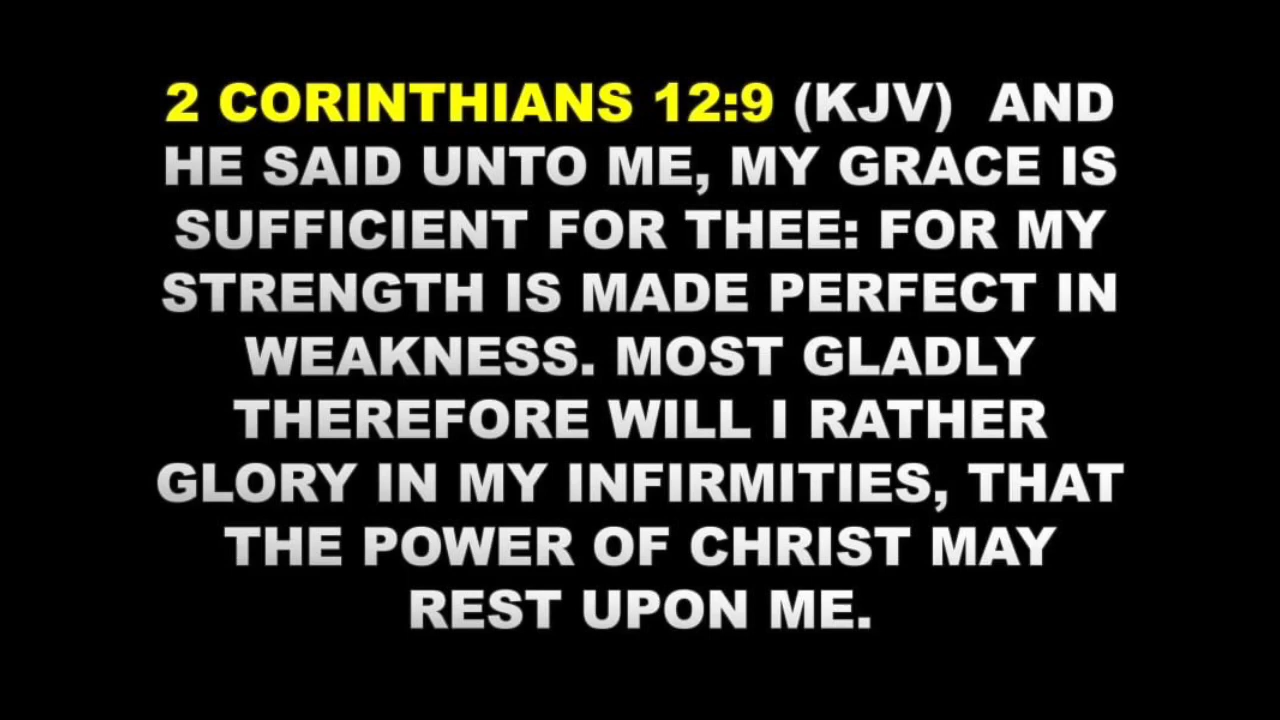 2 CORINTHIANS 12:9 (KJV)  AND
HE SAID UNTO ME, MY GRACE IS
SUFFICIENT FOR THEE: FOR MY
STRENGTH IS MADE PERFECT IN
WEAKNESS. MOST GLADLY
THEREFORE WILL I RATHER
GLORY IN MY INFIRMITIES, THAT
THE POWER OF CHRIST MAY
REST UPON ME.